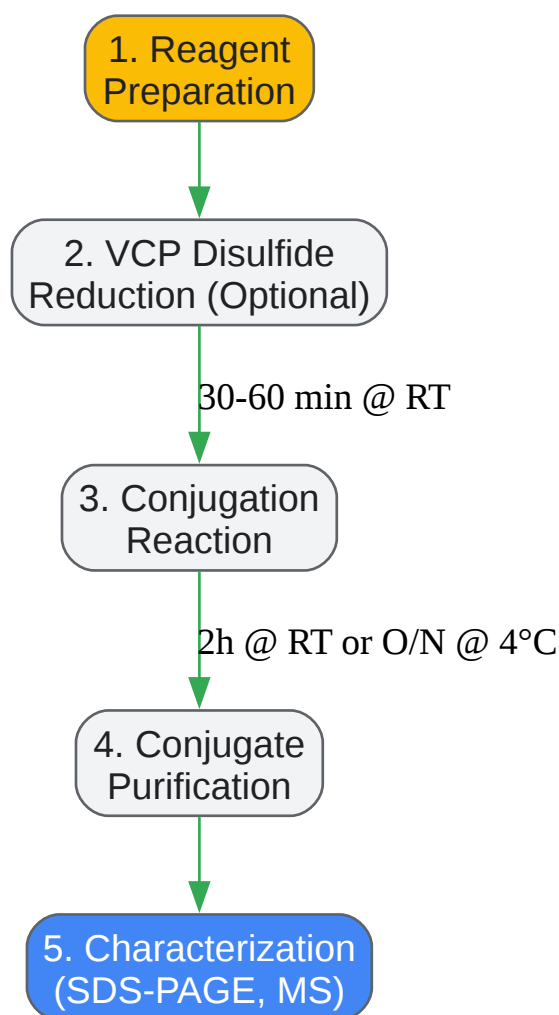 1. Reagent
Preparation
2. VCP Disulfide
Reduction (Optional)
30-60 min @ RT
3. Conjugation
Reaction
2h @ RT or O/N @ 4°C
4. Conjugate
Purification
5. Characterization
(SDS-PAGE, MS)